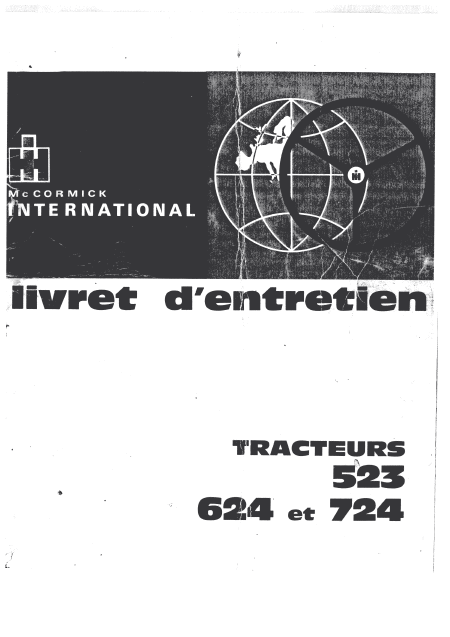 McCORMICK
INTERNATIONAL
livret d'entretien
TRACTEURS
523
624 et 724